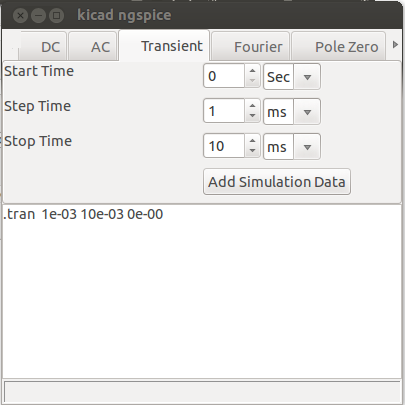 kicad ngspice
DC AC Transient Fourier Pole Zero
Start Time 0 Sec
Step Time 1 ms
Stop Time 10 ms
Add Simulation Data
.tran 1e-03 10e-03 0e-00